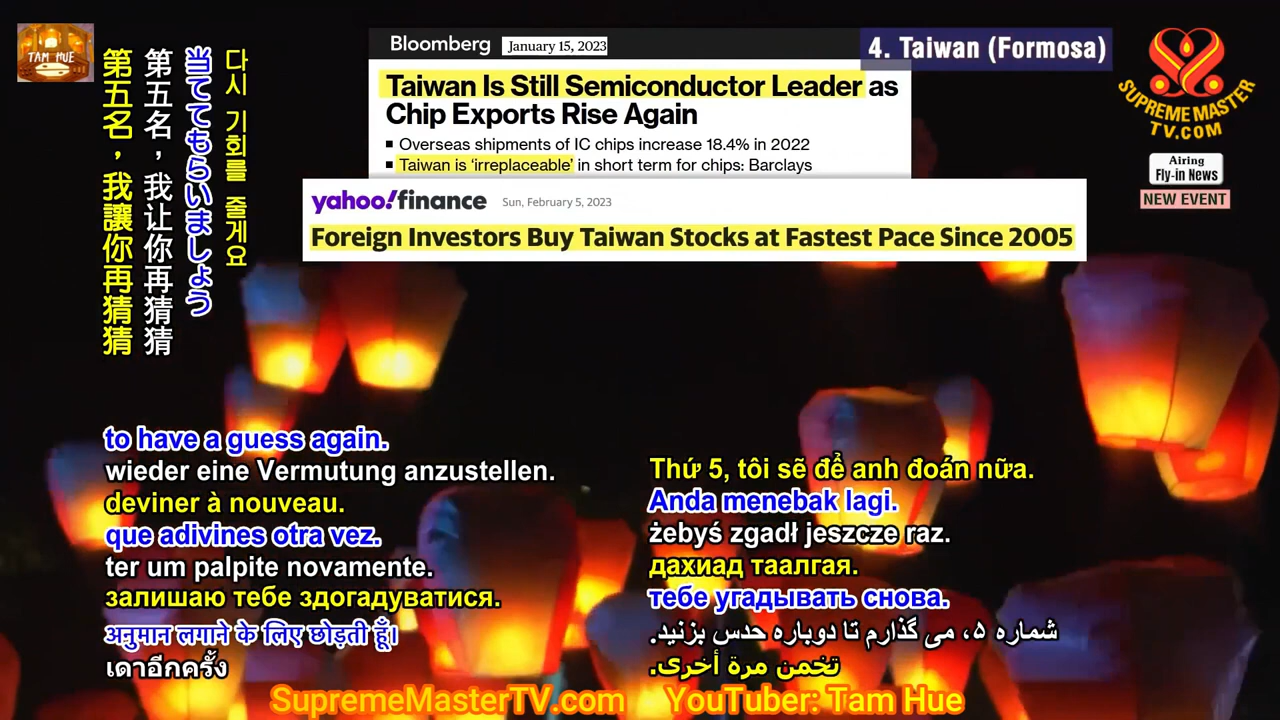 TAM HUE
Bloomberg January 15, 2023
Taiwan Is Still Semiconductor Leader as
Chip Exports Rise Again
Overseas shipments of IC chips increase 18.4% in 2022
Taiwan is ‘irreplaceable’ in short term for chips: Barclays
4. Taiwan (Formosa)
SUPREME MASTER
TV.COM
Airing
Fly-in News
NEW EVENT
yahoo!finance Sun, February 5, 2023
Foreign Investors Buy Taiwan Stocks at Fastest Pace Since 2005
다시 기회를 줄게요
当ててもらいましょう
第五名，我让你再猜猜
第五名，我讓你再猜猜
to have a guess again.
wieder eine Vermutung anzustellen.
deviner à nouveau.
que adivines otra vez.
ter um palpite novamente.
залишаю тебе здогадуватися.
अनुमान लगाने के लिए छोड़ती हूँ।
เดาอีกครั้ง
Thứ 5, tôi sẽ để anh đoán nữa.
Anda menebak lagi.
żebyś zgadł jeszcze raz.
дахиад таалгая.
тебе угадывать снова.
شماره ۵، می گذارم تا دوباره حدس بزنید.
تخمن مرة أخرى.
SupremeMasterTV.com YouTuber: Tam Hue